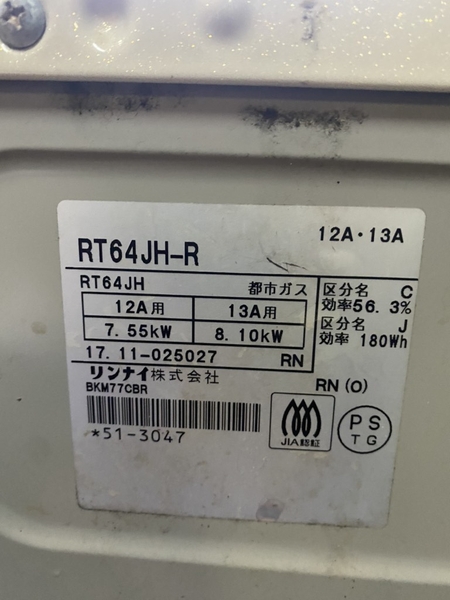 RT64JH-R
12A・13A
RT64JH 都市ガス
12A用 13A用
7.55kW 8.10kW
区分名 C
効率56.3%
区分名 J
効率 180Wh
17.11-025027 RN
リンナイ株式会社
BKM77CBR
RN(O)
*51-3047
JIA認証
PS
TG